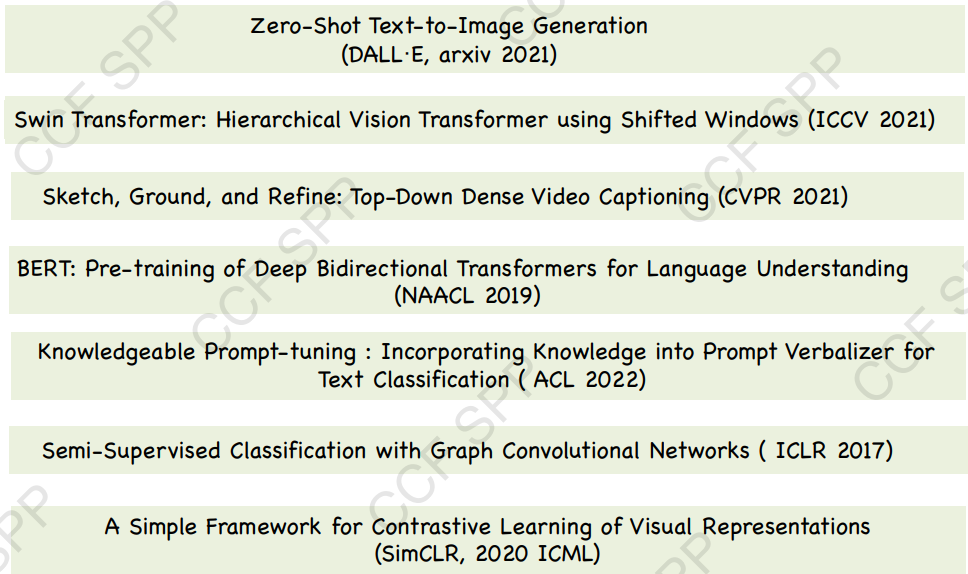 Zero-Shot Text-to-Image Generation
(DALL·E, arxiv 2021)
Swin Transformer: Hierarchical Vision Transformer using Shifted Windows (ICCV 2021)
Sketch, Ground, and Refine: Top-Down Dense Video Captioning (CVPR 2021)
BERT: Pre-training of Deep Bidirectional Transformers for Language Understanding
(NAACL 2019)
Knowledgeable Prompt-tuning : Incorporating Knowledge into Prompt Verbalizer for
Text Classification ( ACL 2022)
Semi-Supervised Classification with Graph Convolutional Networks ( ICLR 2017)
A Simple Framework for Contrastive Learning of Visual Representations
(SimCLR, 2020 ICML)
CCF SPP
CCF SPP
CCF SPP
CCF SPP